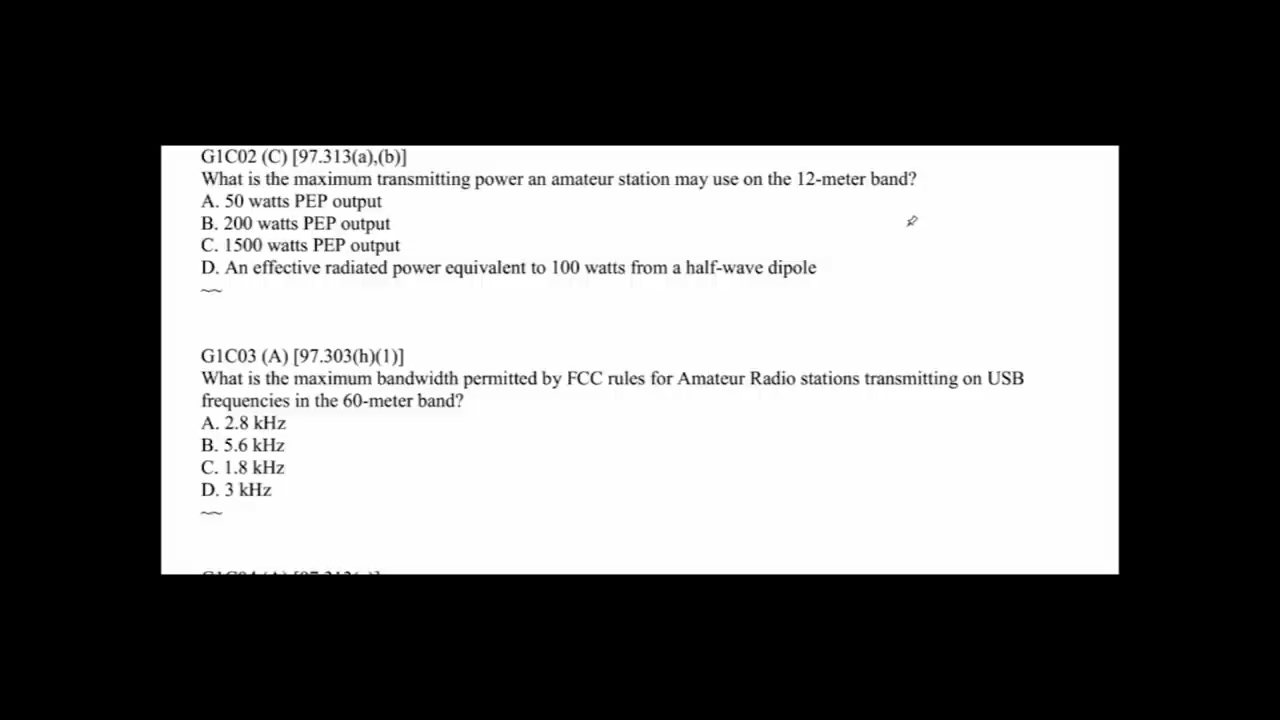 G1C02 (C) [97.313(a),(b)]
What is the maximum transmitting power an amateur station may use on the 12-meter band?
A. 50 watts PEP output
B. 200 watts PEP output
C. 1500 watts PEP output
D. An effective radiated power equivalent to 100 watts from a half-wave dipole
~~
G1C03 (A) [97.303(h)(1)]
What is the maximum bandwidth permitted by FCC rules for Amateur Radio stations transmitting on USB
frequencies in the 60-meter band?
A. 2.8 kHz
B. 5.6 kHz
C. 1.8 kHz
D. 3 kHz
~~